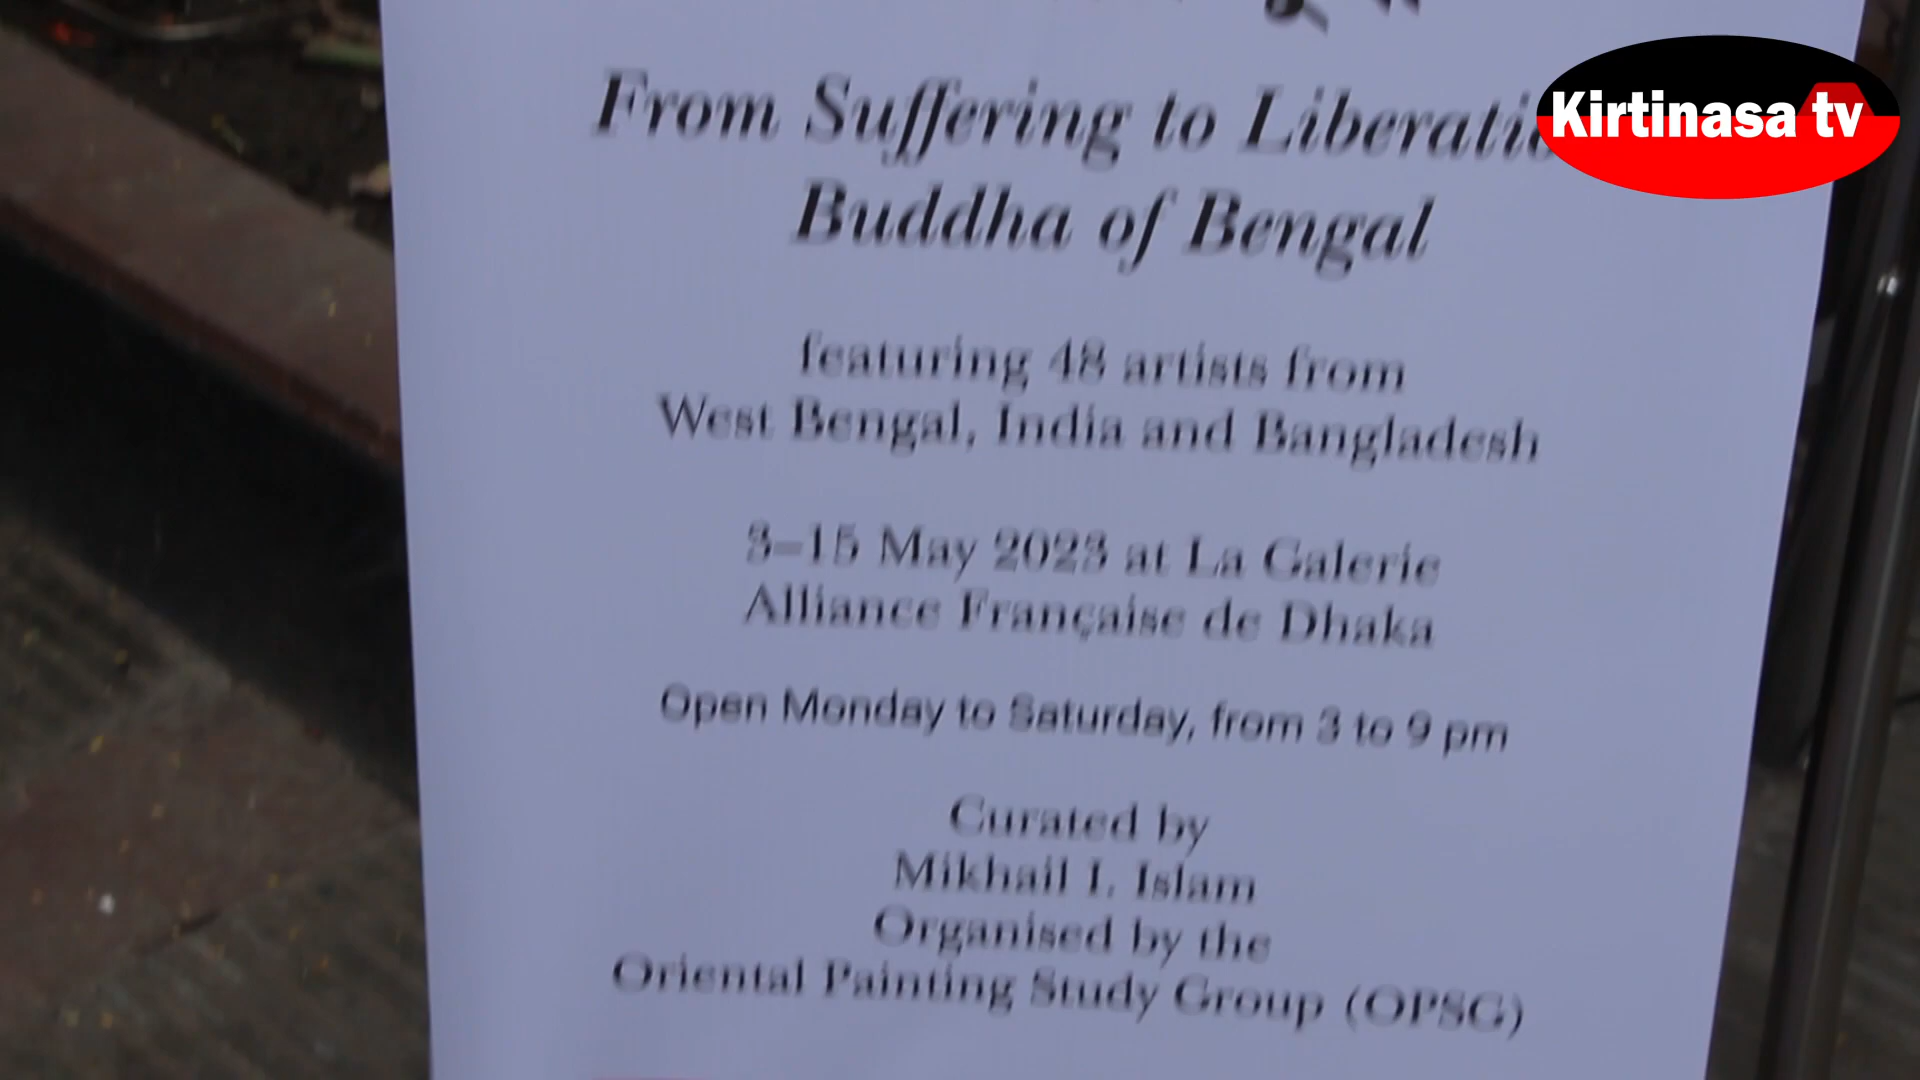 From Suffering to Liberatio
Kirtinasa tv
Buddha of Bengal
featuring 48 artists from
West Bengal, India and Bangladesh
3–15 May 2023 at La Galerie
Alliance Française de Dhaka
Open Monday to Saturday, from 3 to 9 pm
Curated by
Mikhail I. Islam
Organised by the
Oriental Painting Study Group (OPSG)